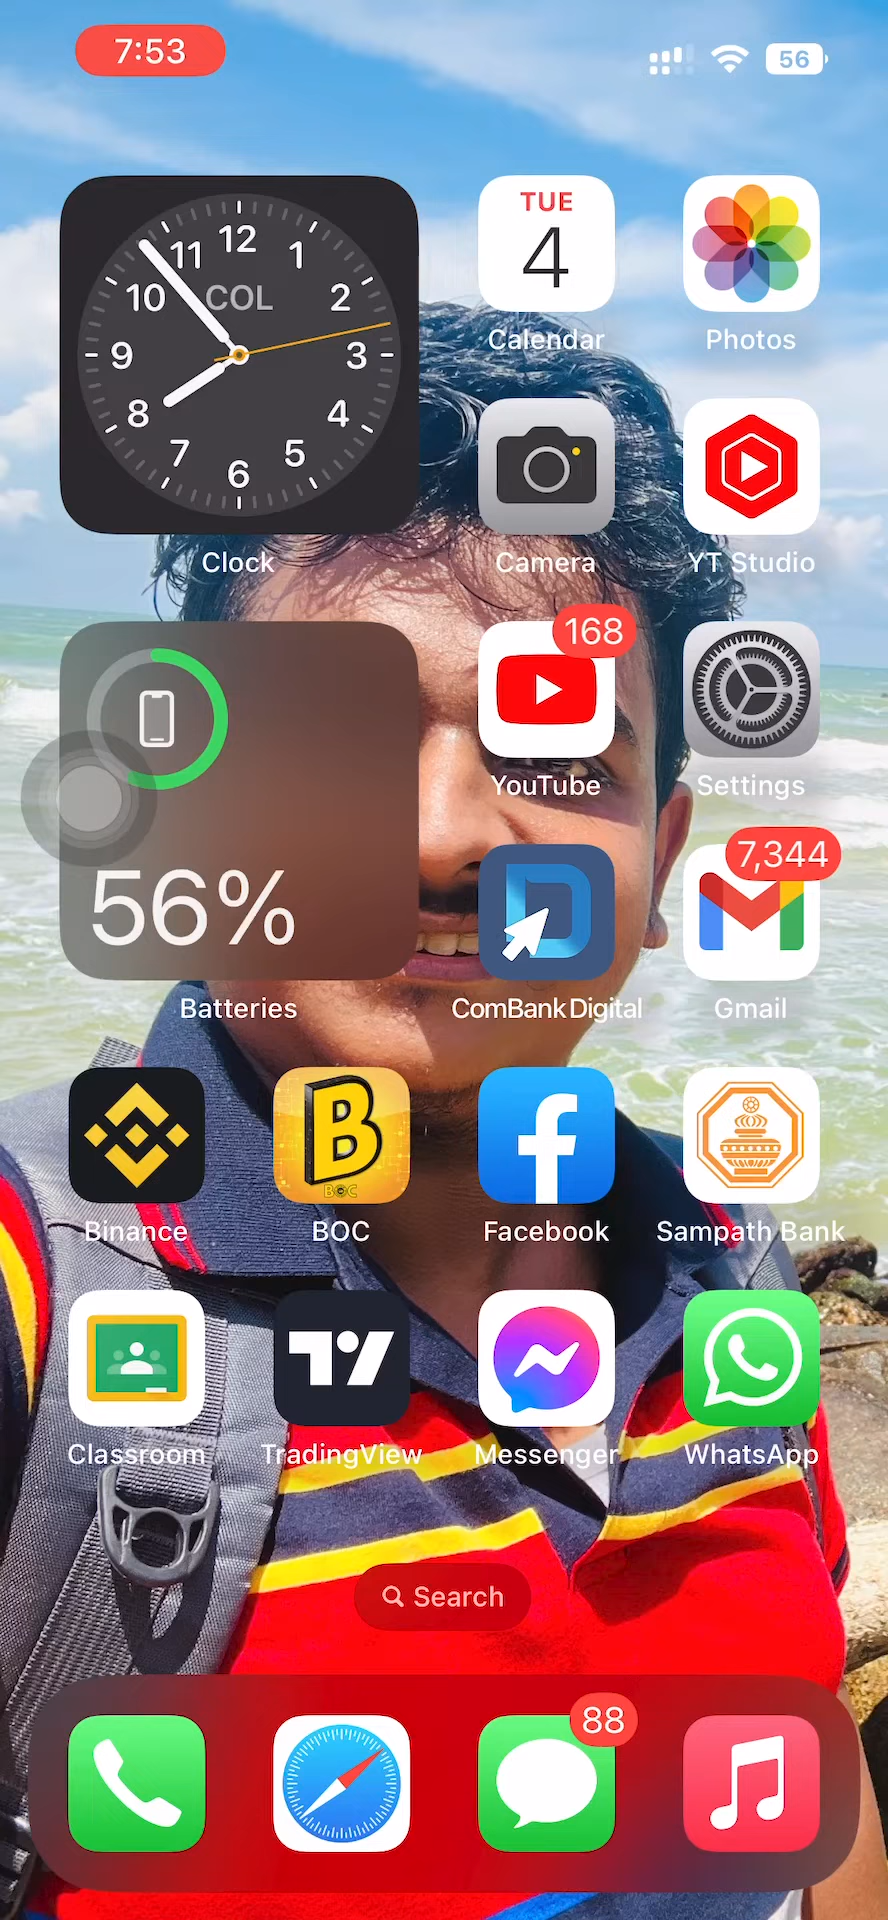 7:53
56
12
11
1
10
COL
2
9
3
8
4
7
5
6
Clock
TUE
4
Calendar
Photos
Camera
YT Studio
168
YouTube
Settings
56%
Batteries
ComBank Digital
7,344
Gmail
Binance
B
BOC
BOC
Facebook
Sampath Bank
Classroom
TradingView
Messenger
WhatsApp
Search
88